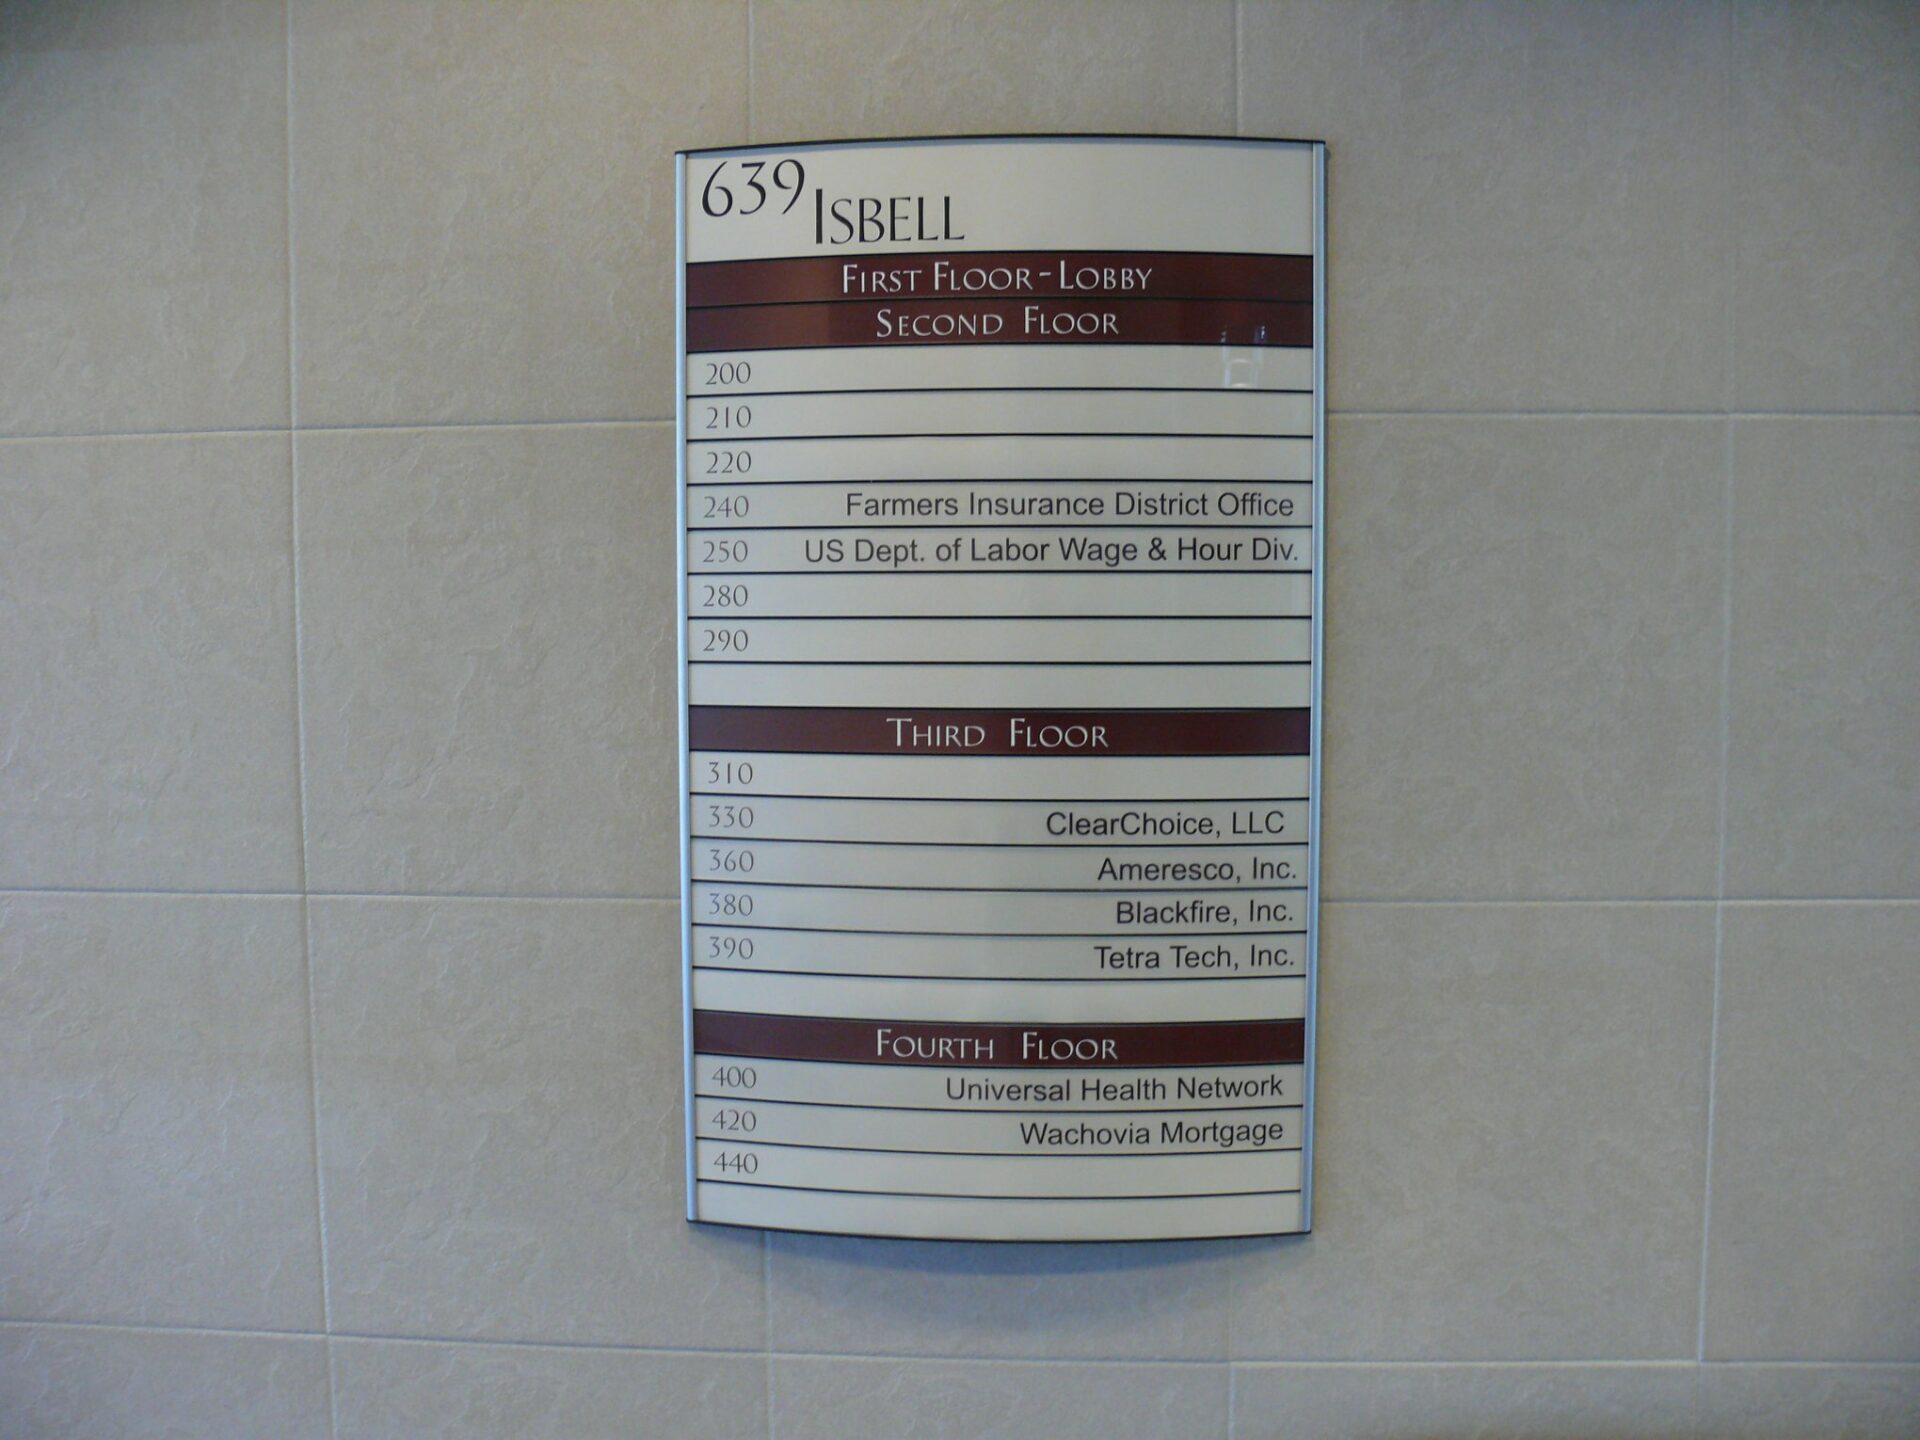 639 ISBELL
FIRST FLOOR-LOBBY
SECOND FLOOR
200
210
220
240 Farmers Insurance District Office
250 US Dept. of Labor Wage & Hour Div.
280
290
THIRD FLOOR
310
330 ClearChoice, LLC
360 Ameresco, Inc.
380 Blackfire, Inc.
390 Tetra Tech, Inc.
FOURTH FLOOR
400 Universal Health Network
420 Wachovia Mortgage
440